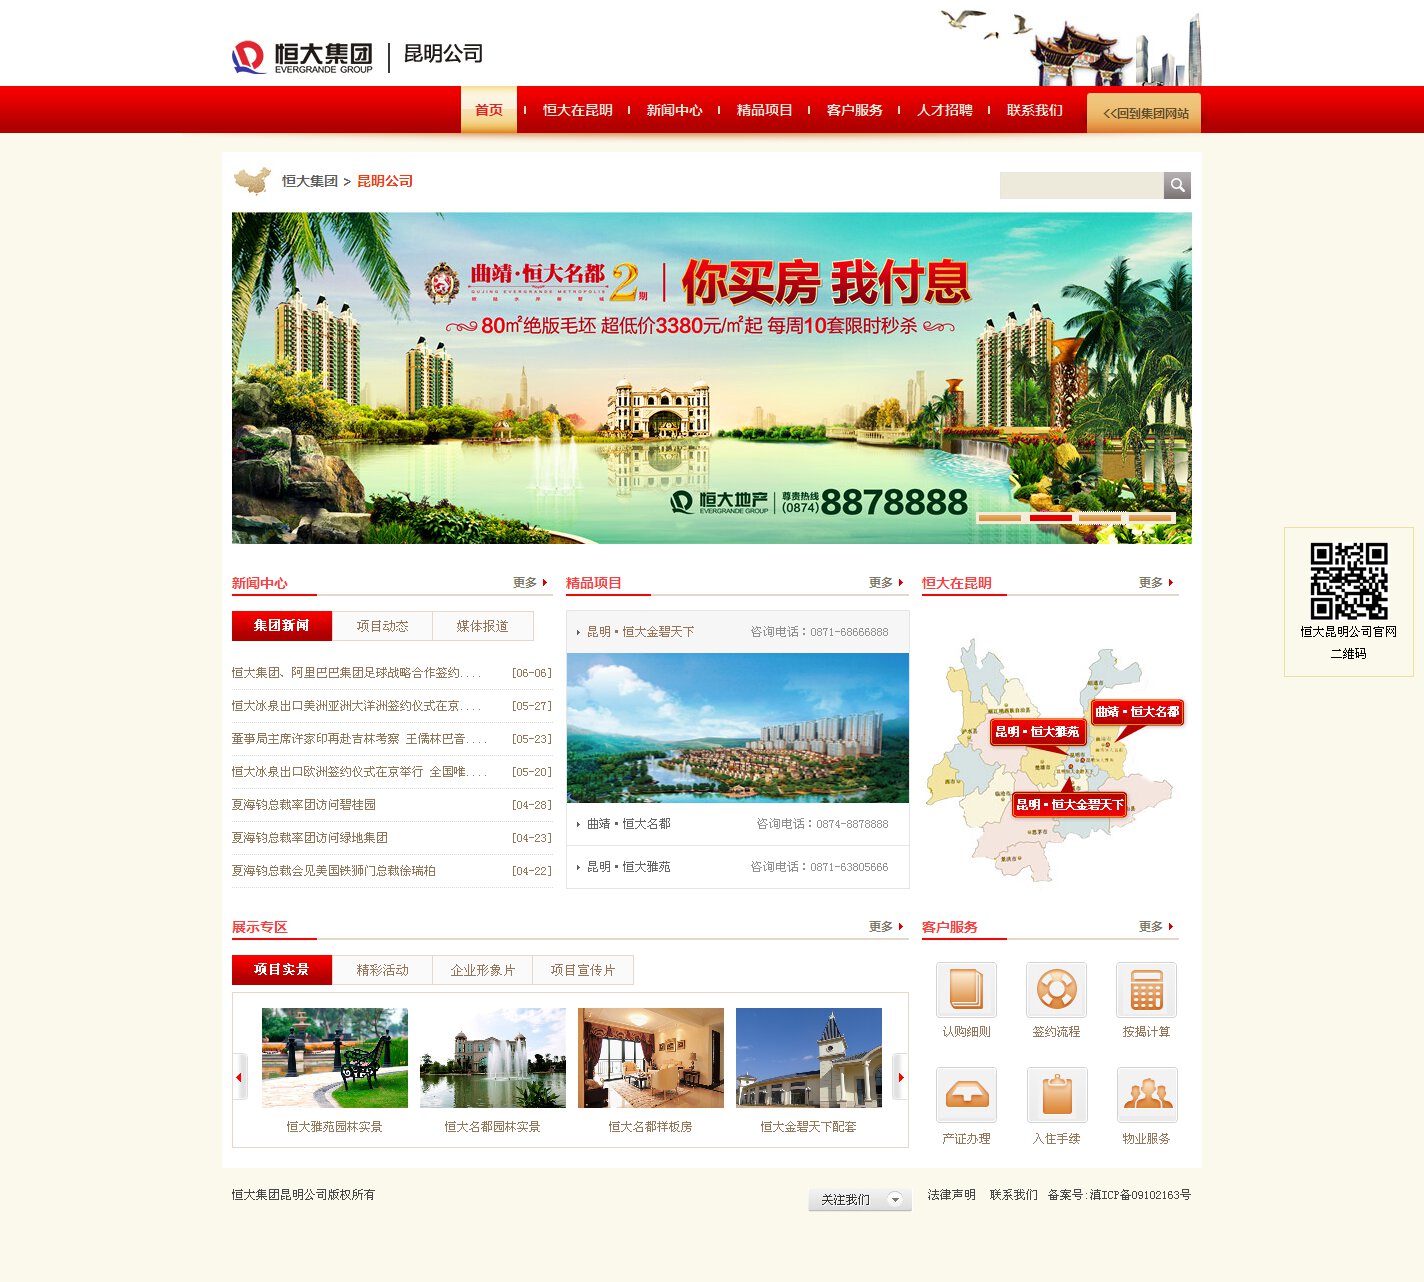 恒大集团 昆明公司
EVERGRANDE GROUP
首页 恒大在昆明 新闻中心 精品项目 客户服务 人才招聘 联系我们 <<回到集团网站
恒大集团 > 昆明公司
曲靖·恒大名都 2期 你买房 我付息
QUJING EVERGRANDE METROPOLIS
80㎡绝版毛坯 超低价3380元/㎡起 每周10套限时秒杀
恒大地产 尊贵热线 (0874) 8878888
EVERGRANDE GROUP
新闻中心 更多
集团新闻 项目动态 媒体报道
恒大集团、阿里巴巴集团足球战略合作签约.... [06-06]
恒大冰泉出口美洲亚洲大洋洲签约仪式在京.... [05-27]
董事局主席许家印再赴吉林考察 王儒林巴音.... [05-23]
恒大冰泉出口欧洲签约仪式在京举行 全国唯.... [05-20]
夏海钧总裁率团访问碧桂园 [04-28]
夏海钧总裁率团访问绿地集团 [04-23]
夏海钧总裁会见美国铁狮门总裁徐瑞柏 [04-22]
精品项目 更多
昆明·恒大金碧天下 咨询电话：0871-68666888
曲靖·恒大名都 咨询电话：0874-8878888
昆明·恒大雅苑 咨询电话：0871-63805666
恒大在昆明 更多
曲靖·恒大名都
昆明·恒大雅苑
昆明·恒大金碧天下
恒大昆明公司官网
二维码
展示专区 更多
项目实景 精彩活动 企业形象片 项目宣传片
恒大雅苑园林实景 恒大名都园林实景 恒大名都样板房 恒大金碧天下配套
客户服务 更多
认购细则 签约流程 按揭计算
产证办理 入住手续 物业服务
恒大集团昆明公司版权所有
关注我们
法律声明 联系我们 备案号:滇ICP备09102163号